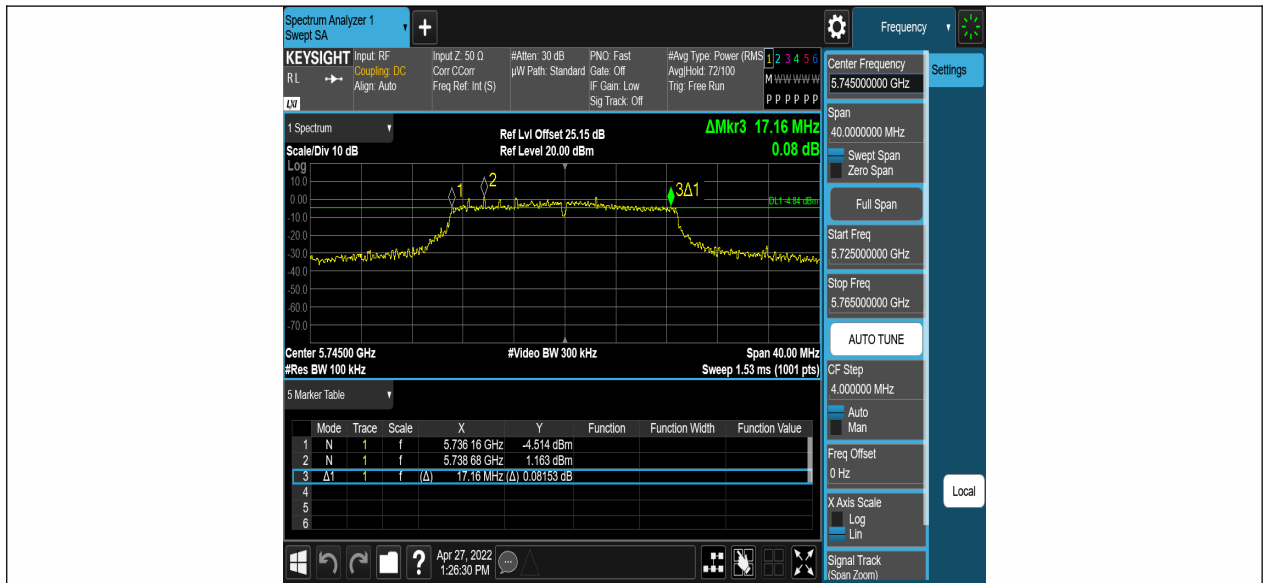 Spectrum Analyzer 1
Swept SA
+
Frequency
KEYSIGHT
RL
LXI
Input: RF
Coupling: DC
Align: Auto
Input Z: 50 Ω
Corr CCorr
Freq Ref: Int (S)
#Atten: 30 dB
µW Path: Standard
PNO: Fast
Gate: Off
IF Gain: Low
Sig Track: Off
#Avg Type: Power (RMS
Avg|Hold: 72/100
Trig: Free Run
1 2 3 4 5 6
M W W W W W
P P P P P P
1 Spectrum
Ref Lvl Offset 25.15 dB
ΔMkr3 17.16 MHz
Scale/Div 10 dB
Ref Level 20.00 dBm
0.08 dB
Log
10.0
0.00
-10.0
-20.0
-30.0
-40.0
-50.0
-60.0
-70.0
1
2
3Δ1
DL1 -4.84 dBm
Center 5.74500 GHz
#Video BW 300 kHz
Span 40.00 MHz
#Res BW 100 kHz
Sweep 1.53 ms (1001 pts)
5 Marker Table
Mode Trace Scale X Y Function Function Width Function Value
1 N 1 f 5.736 16 GHz -4.514 dBm
2 N 1 f 5.738 68 GHz 1.163 dBm
3 Δ1 1 f (Δ) 17.16 MHz (Δ) 0.08153 dB
4
5
6
?
Apr 27, 2022
1:26:30 PM
Center Frequency
5.745000000 GHz
Span
40.0000000 MHz
Swept Span
Zero Span
Full Span
Start Freq
5.725000000 GHz
Stop Freq
5.765000000 GHz
AUTO TUNE
CF Step
4.000000 MHz
Auto
Man
Freq Offset
0 Hz
X Axis Scale
Log
Lin
Signal Track
(Span Zoom)
Settings
Local